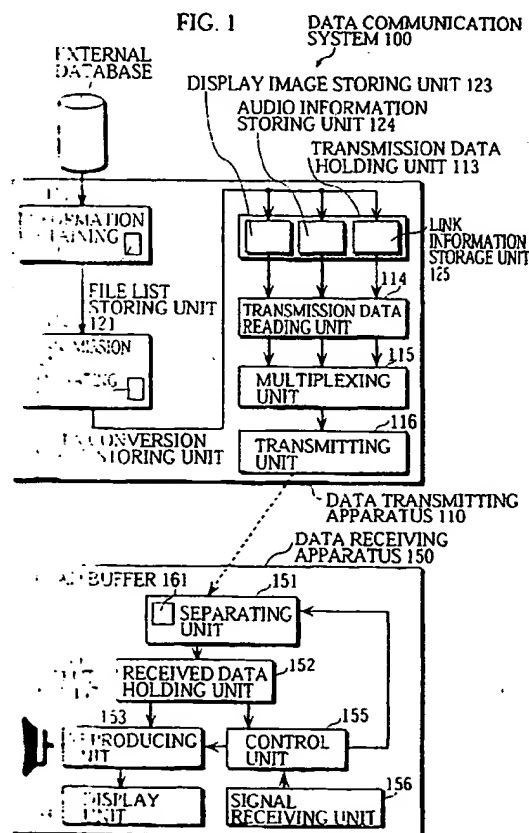 FIG. 1
DATA COMMUNICATION
SYSTEM 100
EXTERNAL
DATABASE
DISPLAY IMAGE STORING UNIT 123
AUDIO INFORMATION
STORING UNIT 124
TRANSMISSION DATA
HOLDING UNIT 113
LINK
INFORMATION
STORAGE UNIT
125
114
TRANSMISSION DATA
READING UNIT
FILE LIST
STORING UNIT
121
115
MULTIPLEXING
UNIT
116
TRANSMITTING
UNIT
CONVERSION
STORING UNIT
DATA TRANSMITTING
APPARATUS 110
DATA RECEIVING
APPARATUS 150
BUFFER 161
151
SEPARATING
UNIT
152
RECEIVED DATA
HOLDING UNIT
153
155
UNIT
CONTROL
UNIT
156
DISPLAY
UNIT
SIGNAL
RECEIVING UNIT